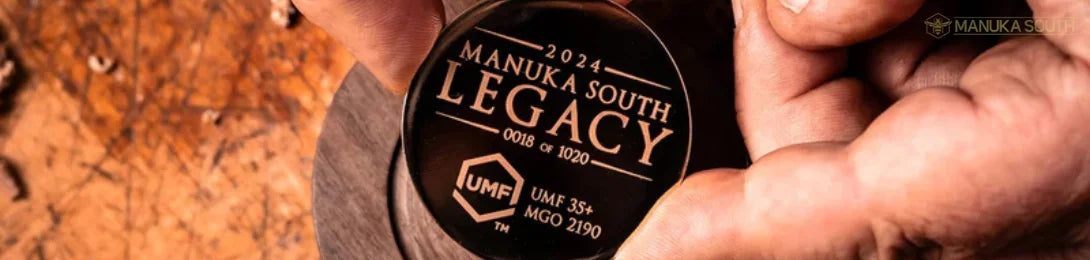 2024
MANUKA SOUTH
LEGACY
0018 OF 1020
UMF
TM
UMF 35+
MGO 2190
MANUKA SOUTH